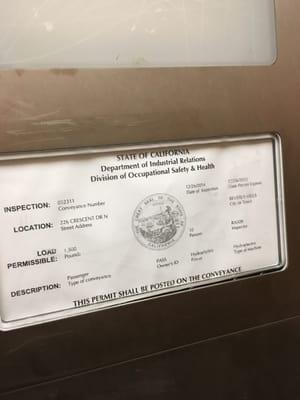 STATE OF CALIFORNIA
Department of Industrial Relations
Division of Occupational Safety & Health
INSPECTION: 032311
Conveyance Number
Date of Inspection
Date Permit Expires
LOCATION: 226 CRESCENT DR N
Street Address
BEVERLY HILLS
City or Town
LOAD PERMISSIBLE: 1,500
Pounds
10
Persons
Inspector
DESCRIPTION: Passenger
Type of conveyance
PASS
Owner's ID
Hydraulic
Power
Type of machine
THIS PERMIT SHALL BE POSTED ON THE CONVEYANCE